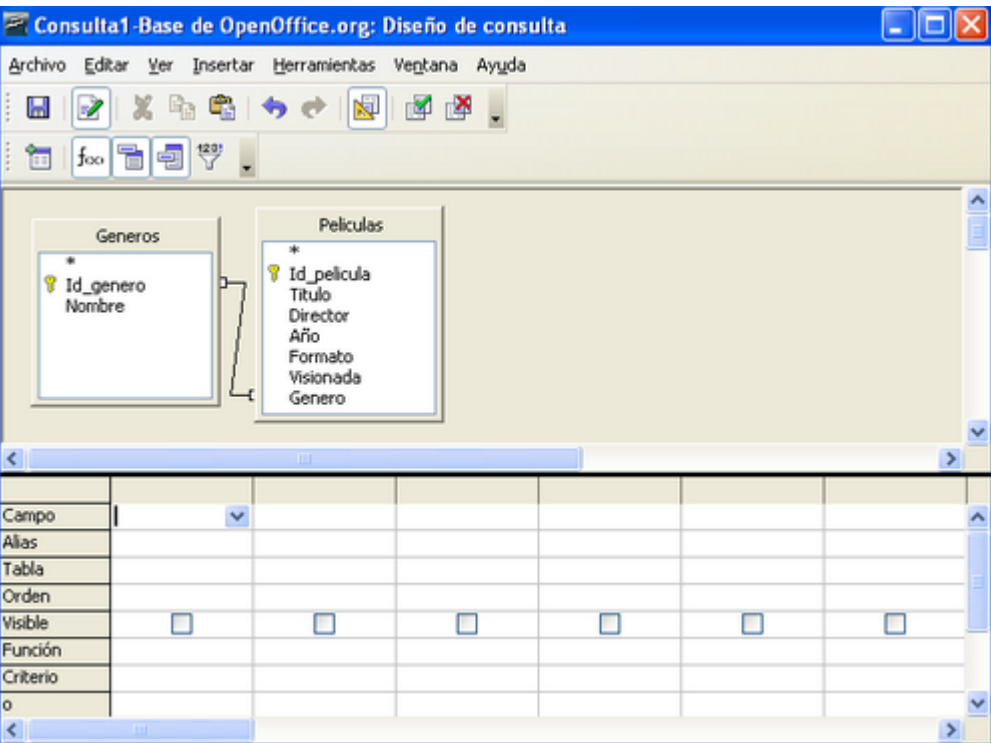 Consulta1-Base de OpenOffice.org: Diseño de consulta
Archivo Editar Ver Insertar Herramientas Ventana Ayuda
f∞
Generos
*
Id_genero
Nombre
Peliculas
*
Id_pelicula
Titulo
Director
Año
Formato
Visionada
Genero
Campo
Alias
Tabla
Orden
Visible
Función
Criterio
o